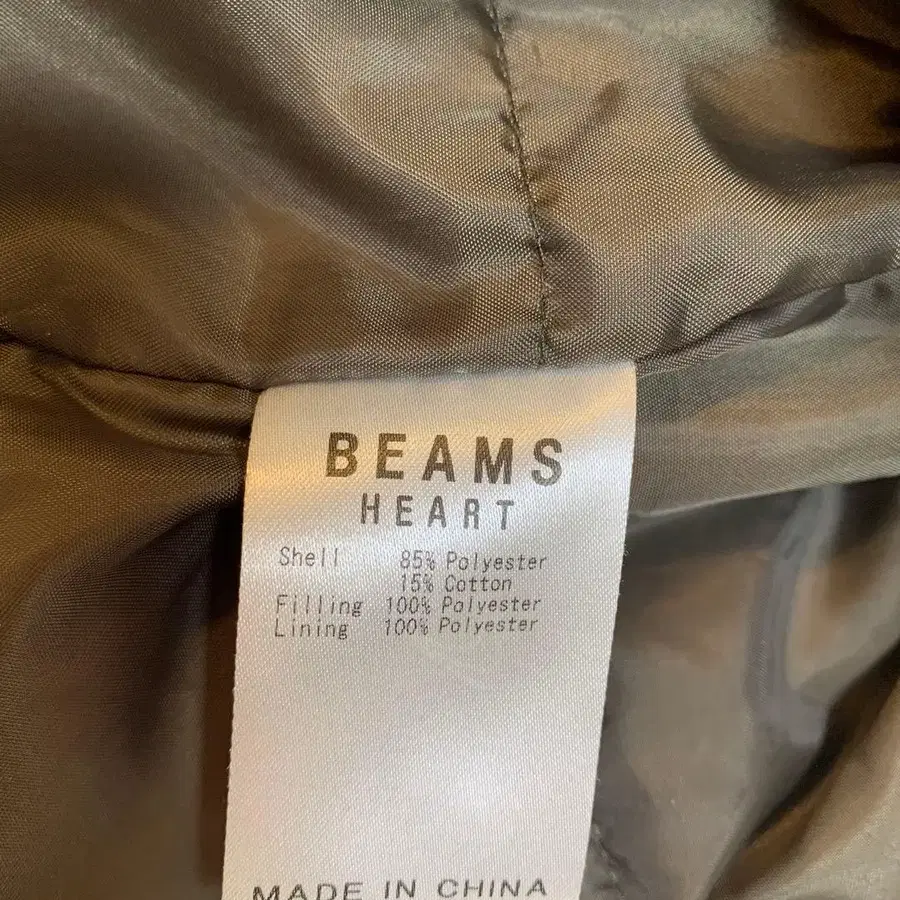 BEAMS
HEART
Shell 85% Polyester
15% Cotton
Filling 100% Polyester
Lining 100% Polyester
MADE IN CHINA